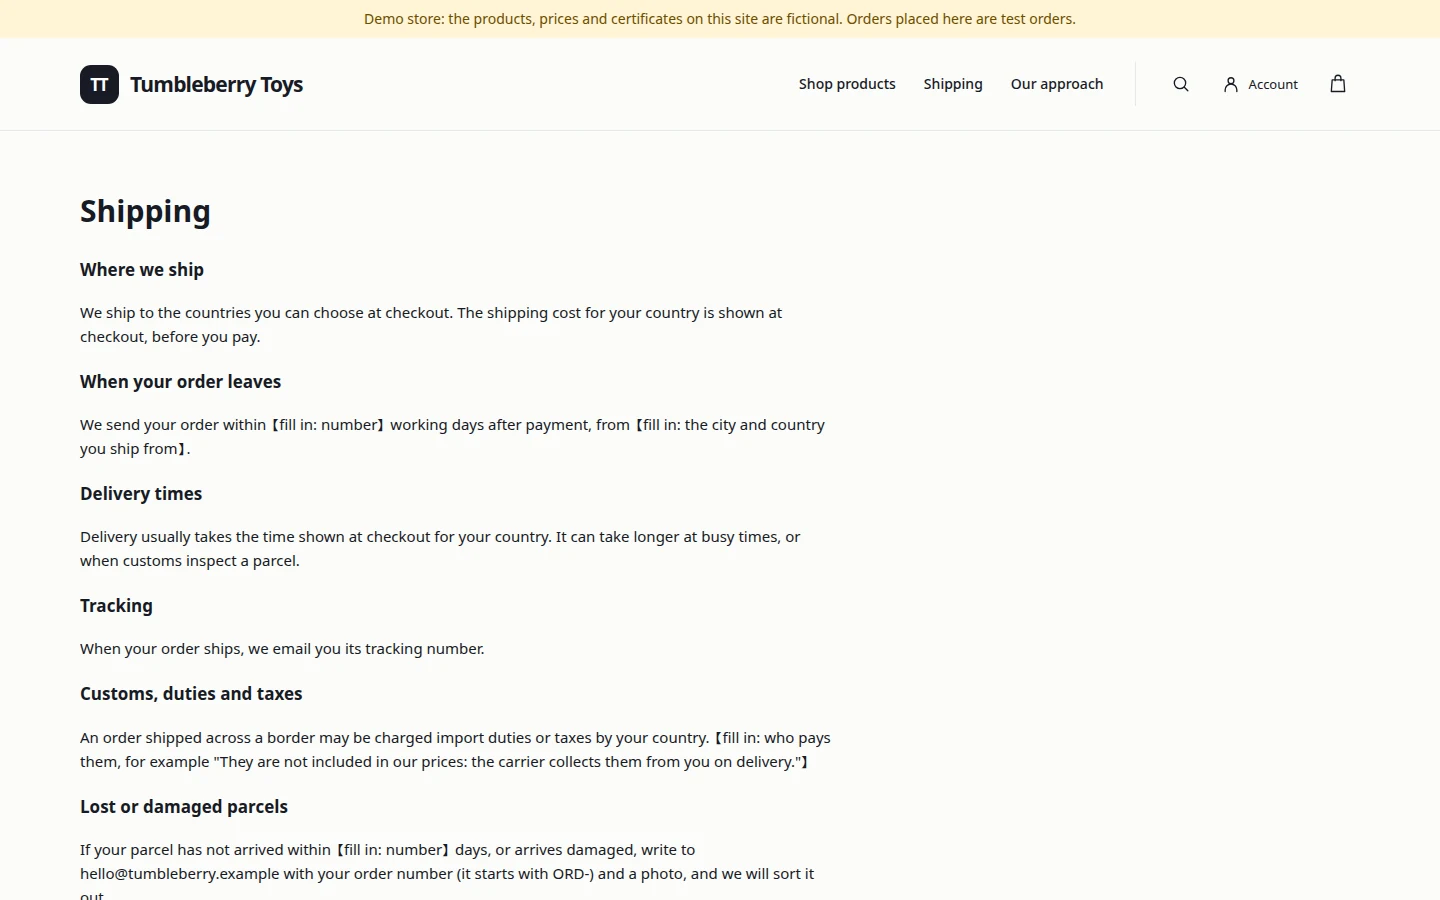 Demo store: the products, prices and certificates on this site are fictional. Orders placed here are test orders.
TT
Tumbleberry Toys
Shop products
Shipping
Our approach
Account
Shipping
Where we ship
We ship to the countries you can choose at checkout. The shipping cost for your country is shown at
checkout, before you pay.
When your order leaves
We send your order within【fill in: number】working days after payment, from【fill in: the city and country
you ship from】.
Delivery times
Delivery usually takes the time shown at checkout for your country. It can take longer at busy times, or
when customs inspect a parcel.
Tracking
When your order ships, we email you its tracking number.
Customs, duties and taxes
An order shipped across a border may be charged import duties or taxes by your country.【fill in: who pays
them, for example "They are not included in our prices: the carrier collects them from you on delivery."】
Lost or damaged parcels
If your parcel has not arrived within【fill in: number】days, or arrives damaged, write to
hello@tumbleberry.example with your order number (it starts with ORD-) and a photo, and we will sort it
out.